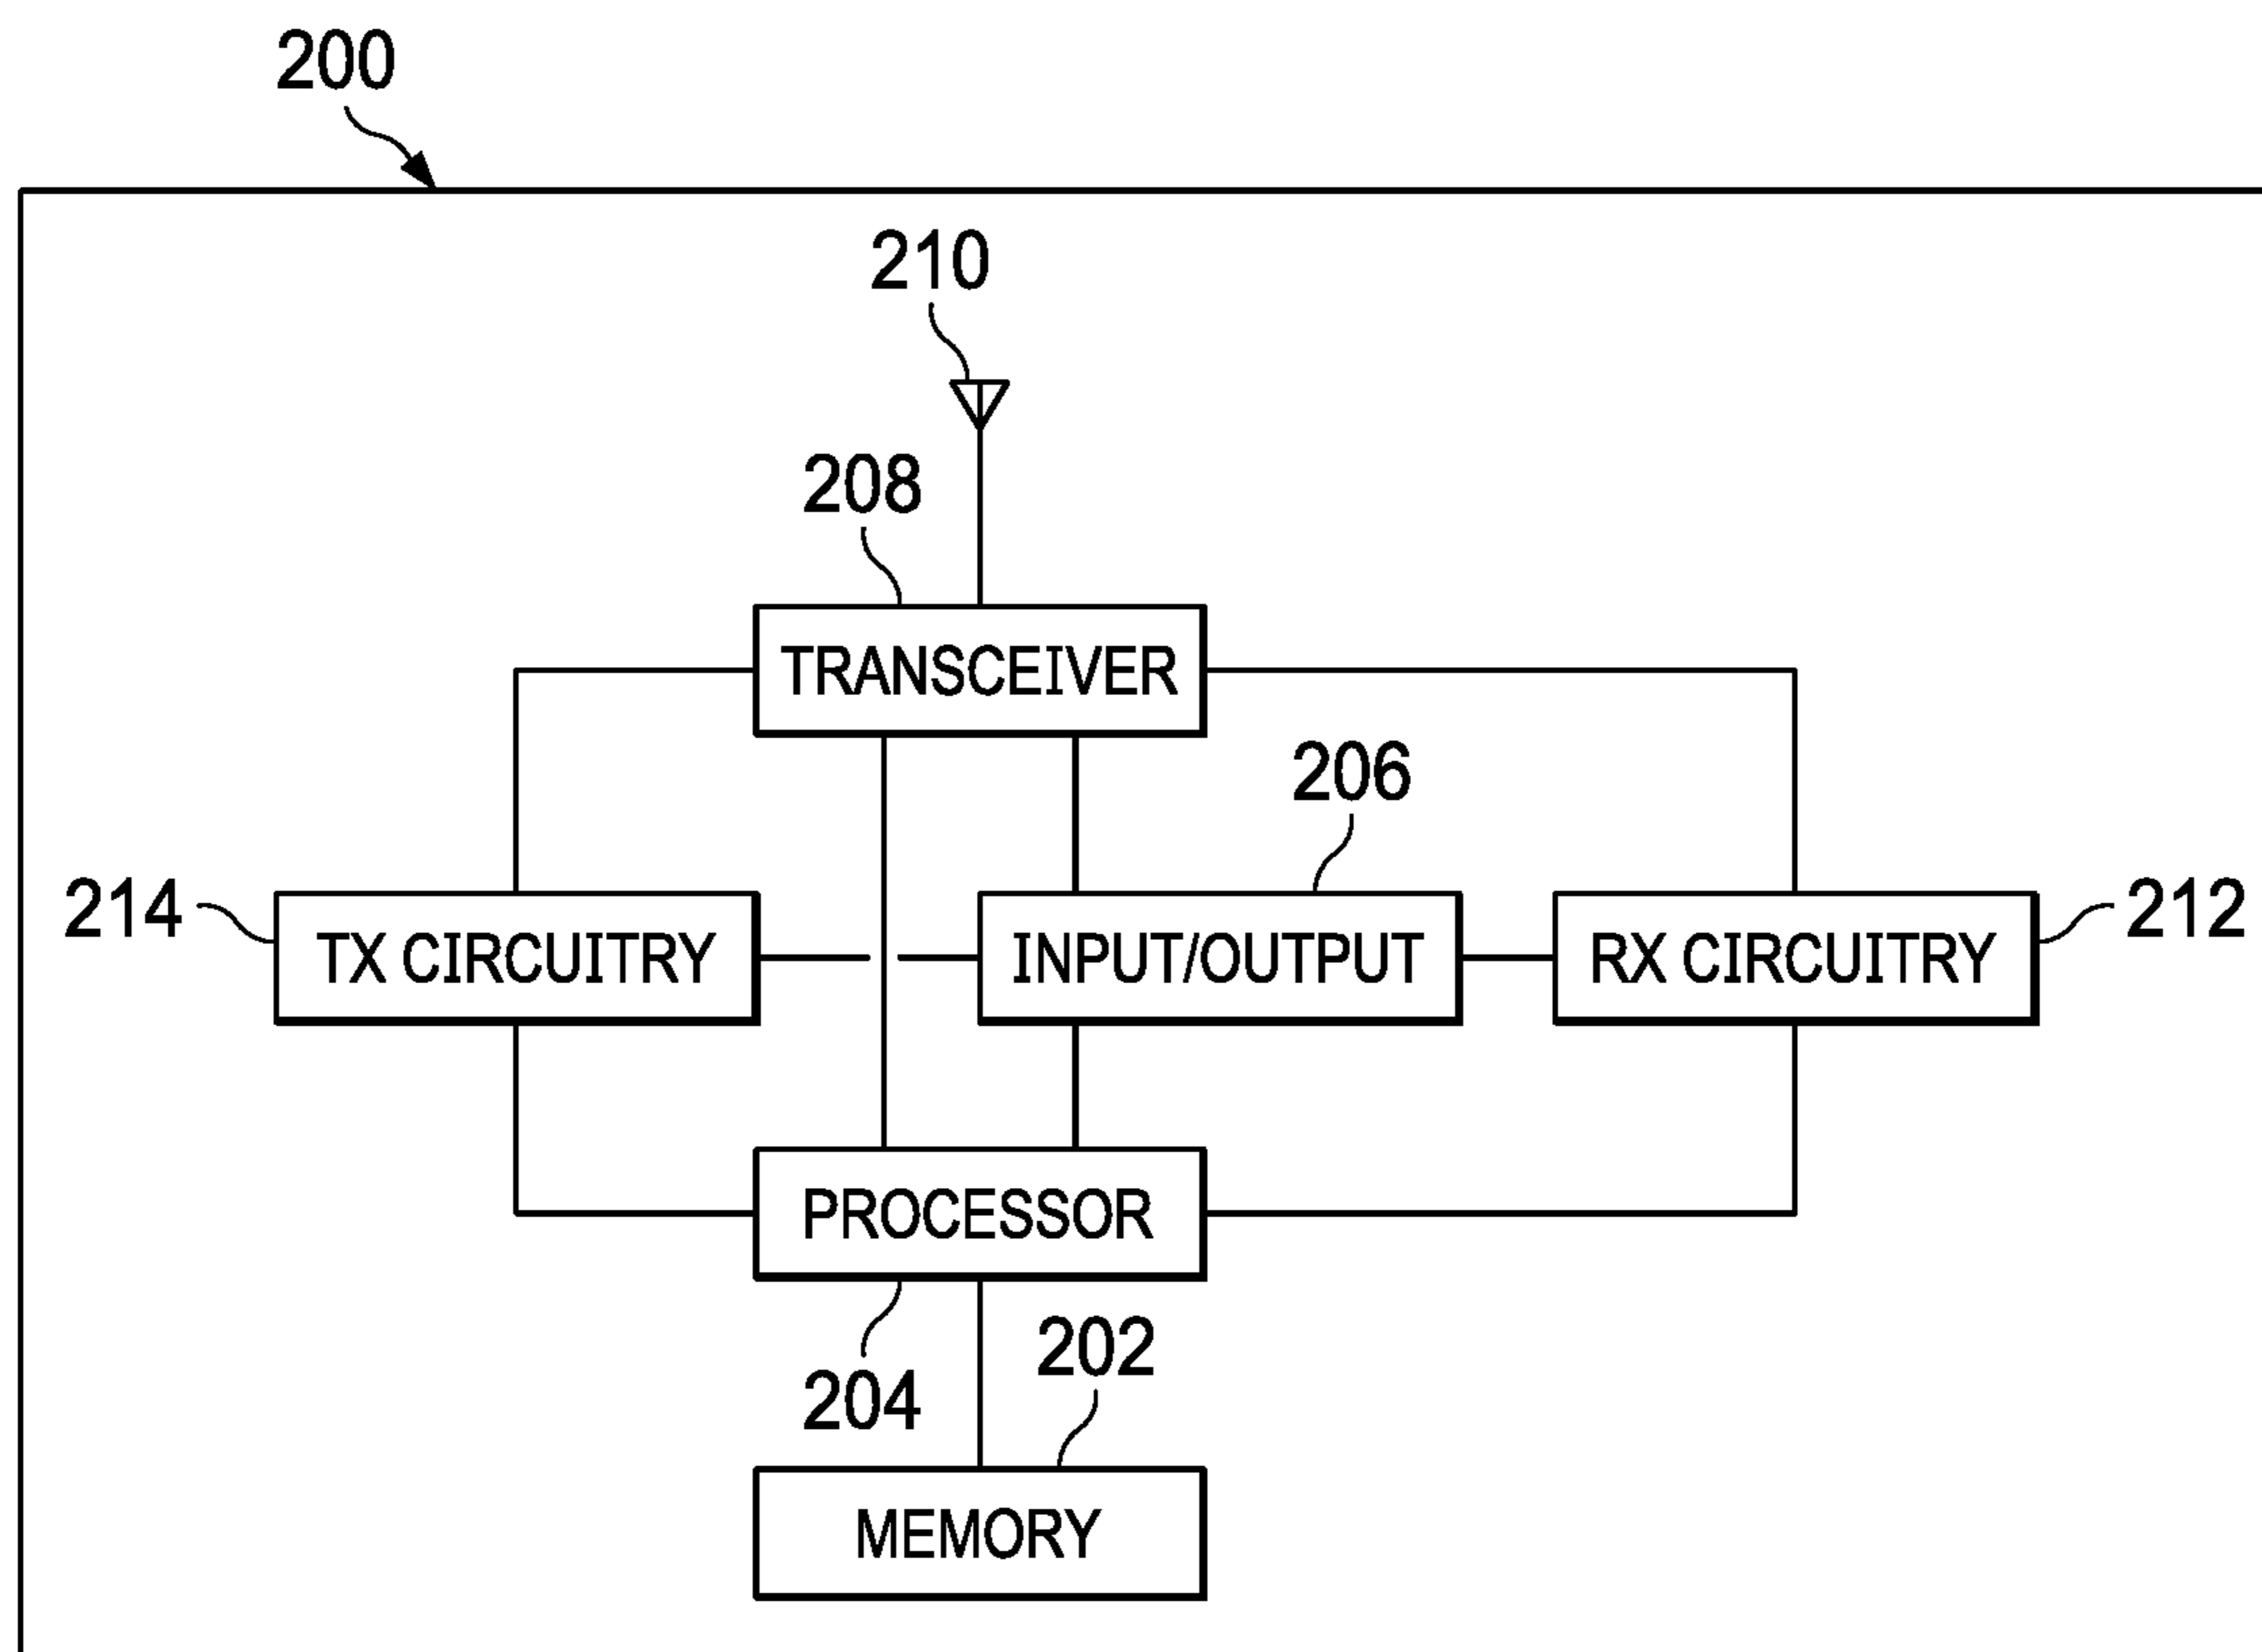 200
210
208
TRANSCEIVER
206
214
TX CIRCUITRY
INPUT/OUTPUT
RX CIRCUITRY
212
PROCESSOR
204
202
MEMORY